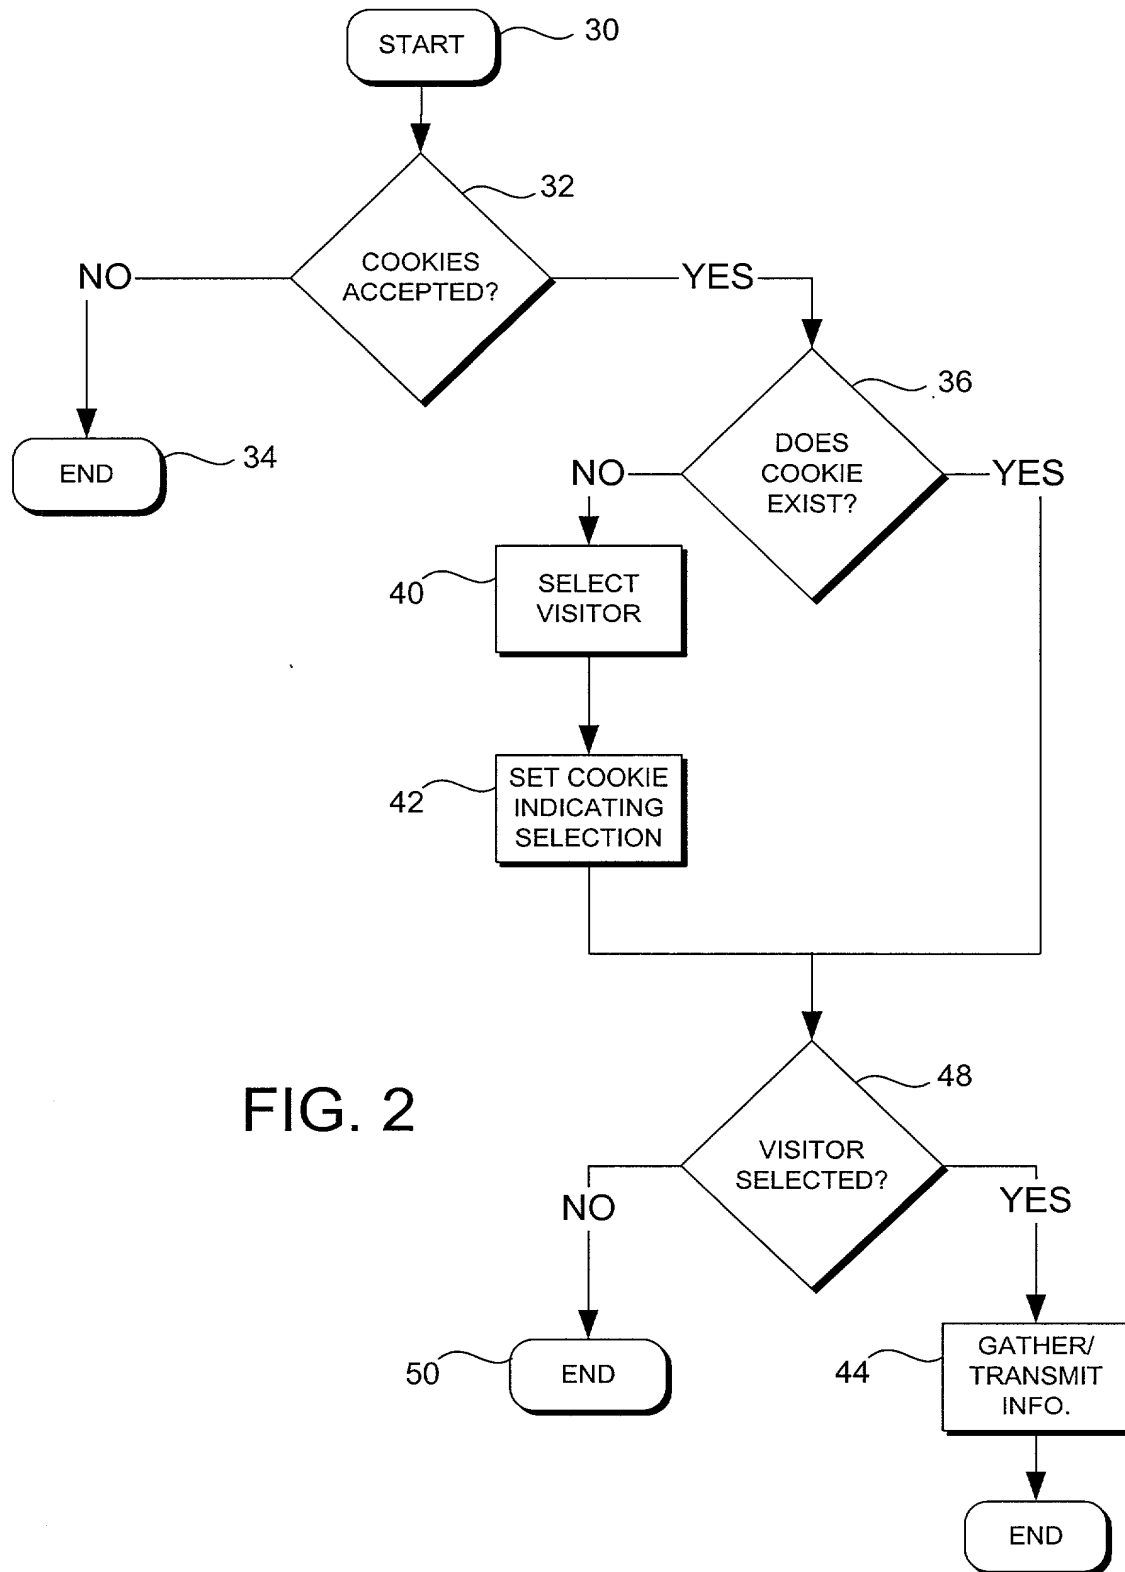 START
30
32
COOKIES
ACCEPTED?
NO
YES
36
DOES
COOKIE
EXIST?
NO
YES
END
34
40
SELECT
VISITOR
42
SET COOKIE
INDICATING
SELECTION
FIG. 2
48
VISITOR
SELECTED?
NO
YES
50
END
44
GATHER/
TRANSMIT
INFO.
END